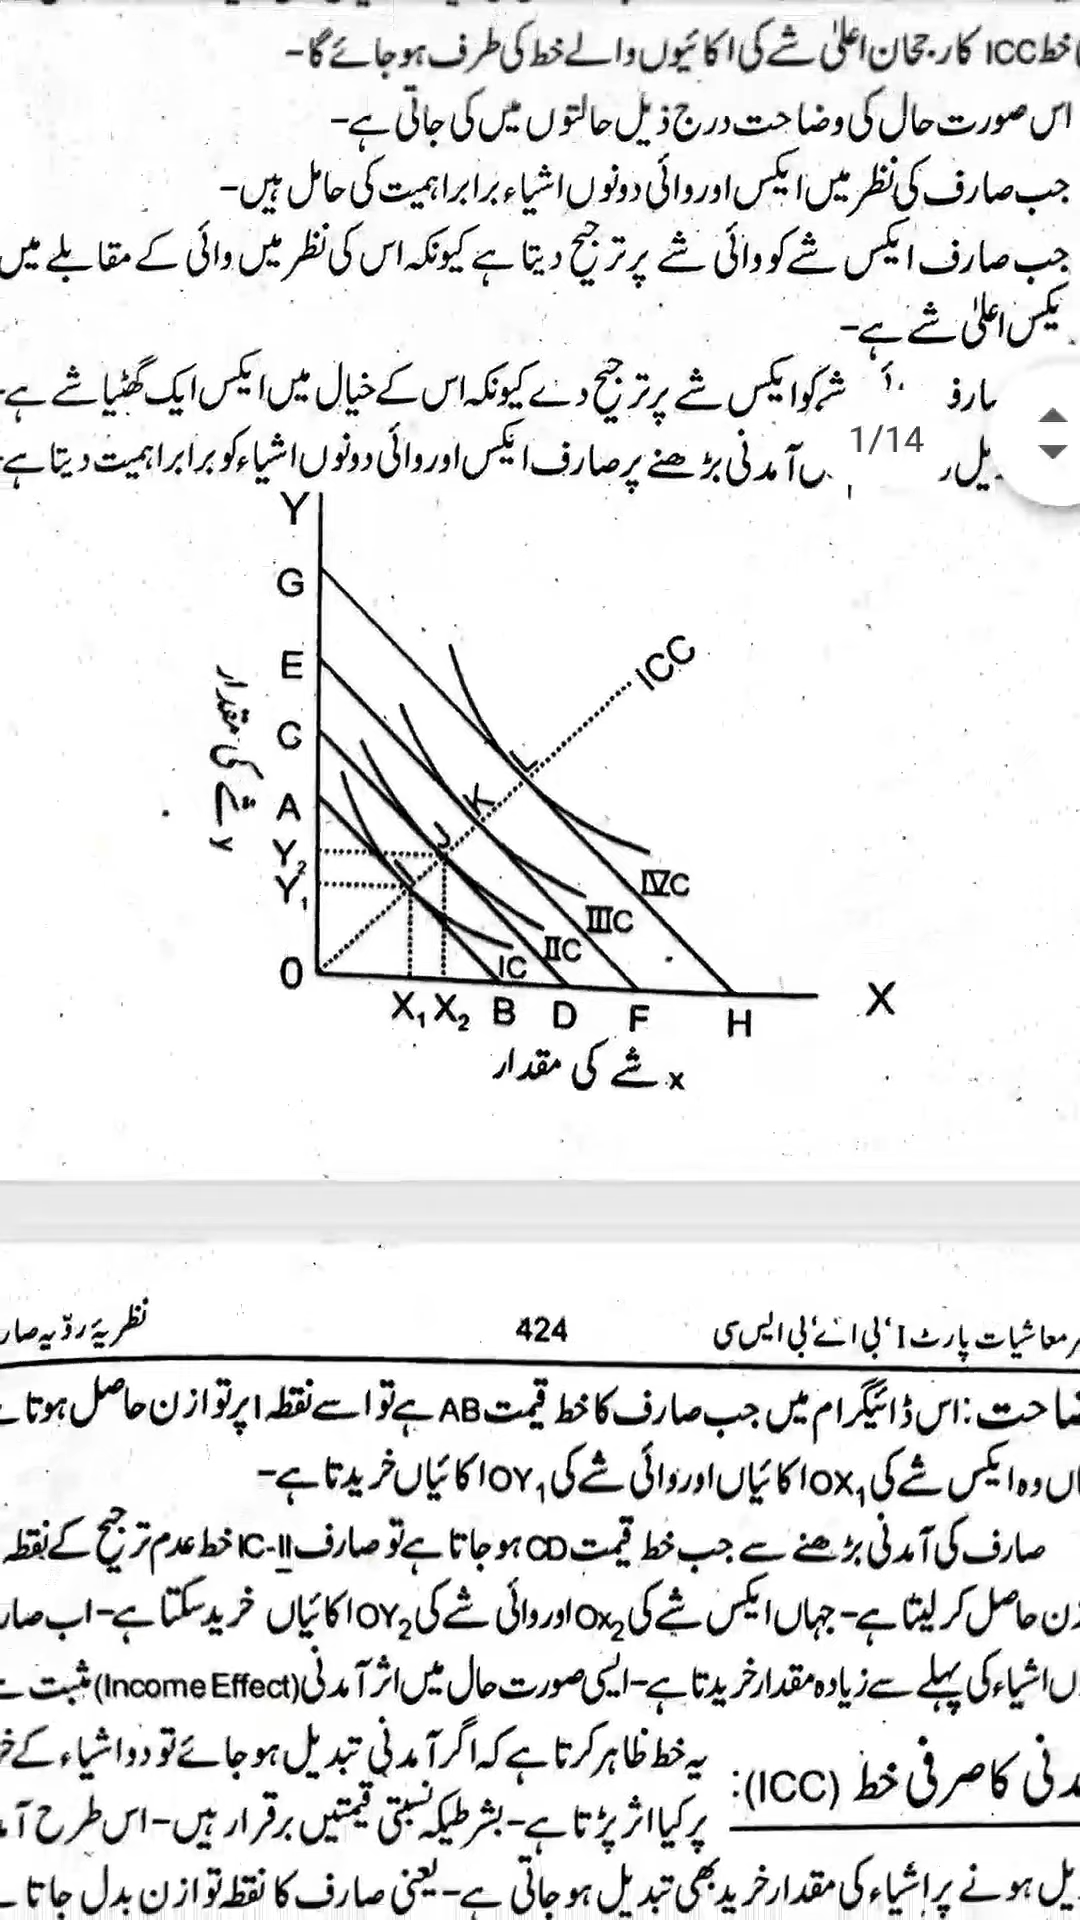 خط ICC کا رجحان اعلیٰ شے کی اکائیوں والے خط کی طرف ہو جائے گا-
اس صورت حال کی وضاحت درج ذیل حالتوں میں کی جاتی ہے-
جب صارف کی نظر میں ایکس اور وائی دونوں اشیاء برابر اہمیت کی حامل ہیں-
جب صارف ایکس شے کو وائی شے پر ترجیح دیتا ہے کیونکہ اس کی نظر میں وائی کے مقابلے میں
یکس اعلیٰ شے ہے-
کو ایکس شے پر ترجیح دے کیونکہ اس کے خیال میں ایکس ایک گھٹیا شے ہے-
1/14
آمدنی بڑھنے پر صارف ایکس اور وائی دونوں اشیاء کو برابر اہمیت دیتا ہے-
Y
G
E
C
A
Y2
Y1
O
y شے کی مقدار
ICC
L
K
J
I
IVC
IIIC
IIC
IC
X1 X2 B D F H X
x شے کی مقدار
معاشیات پارٹ I، بی اے، بی ایس سی 424 نظریۂ رویہ صار
احت: اس ڈائیگرام میں جب صارف کا خط قیمت AB ہے تو اسے نقطہ I پر توازن حاصل ہوتا
وہ ایکس شے کی OX1 اکائیاں اور وائی شے کی OY1 اکائیاں خریدتا ہے-
صارف کی آمدنی بڑھنے سے جب خط قیمت CD ہو جاتا ہے تو صارف IC-II خط عدم ترجیح کے نقطہ
زن حاصل کر لیتا ہے- جہاں ایکس شے کی Ox2 اور وائی شے کی OY2 اکائیاں خرید سکتا ہے- اب صار
ں اشیاء کی پہلے سے زیادہ مقدار خریدتا ہے- ایسی صورت حال میں اثر آمدنی (Income Effect) مثبت
دنی کا صرفی خط (ICC):
یہ خط ظاہر کرتا ہے کہ اگر آمدنی تبدیل ہو جائے تو دو اشیاء کے
پر کیا اثر پڑتا ہے- بشرطیکہ نسبتی قیمتیں برقرار ہیں- اس طرح
یل ہونے پر اشیاء کی مقدار خرید بھی تبدیل ہو جاتی ہے- یعنی صارف کا نقطہ توازن بدل جاتا